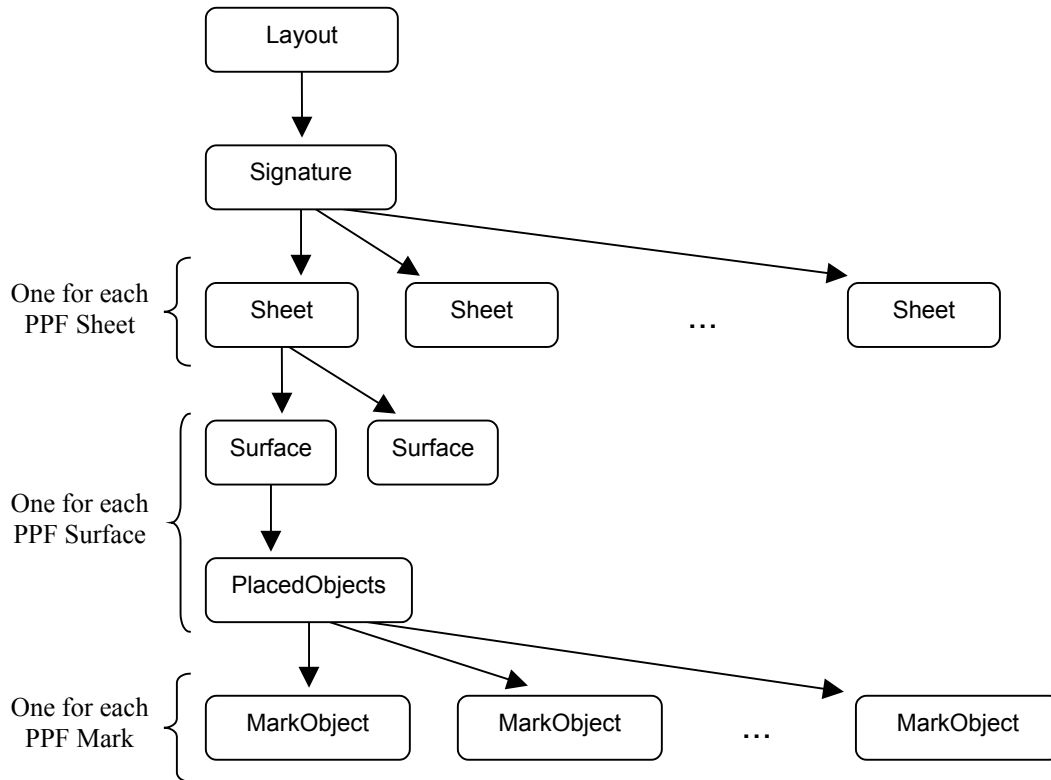 Layout
Signature
One for each
PPF Sheet
Sheet
Sheet
...
Sheet
Surface
Surface
One for each
PPF Surface
PlacedObjects
One for each
PPF Mark
MarkObject
MarkObject
...
MarkObject